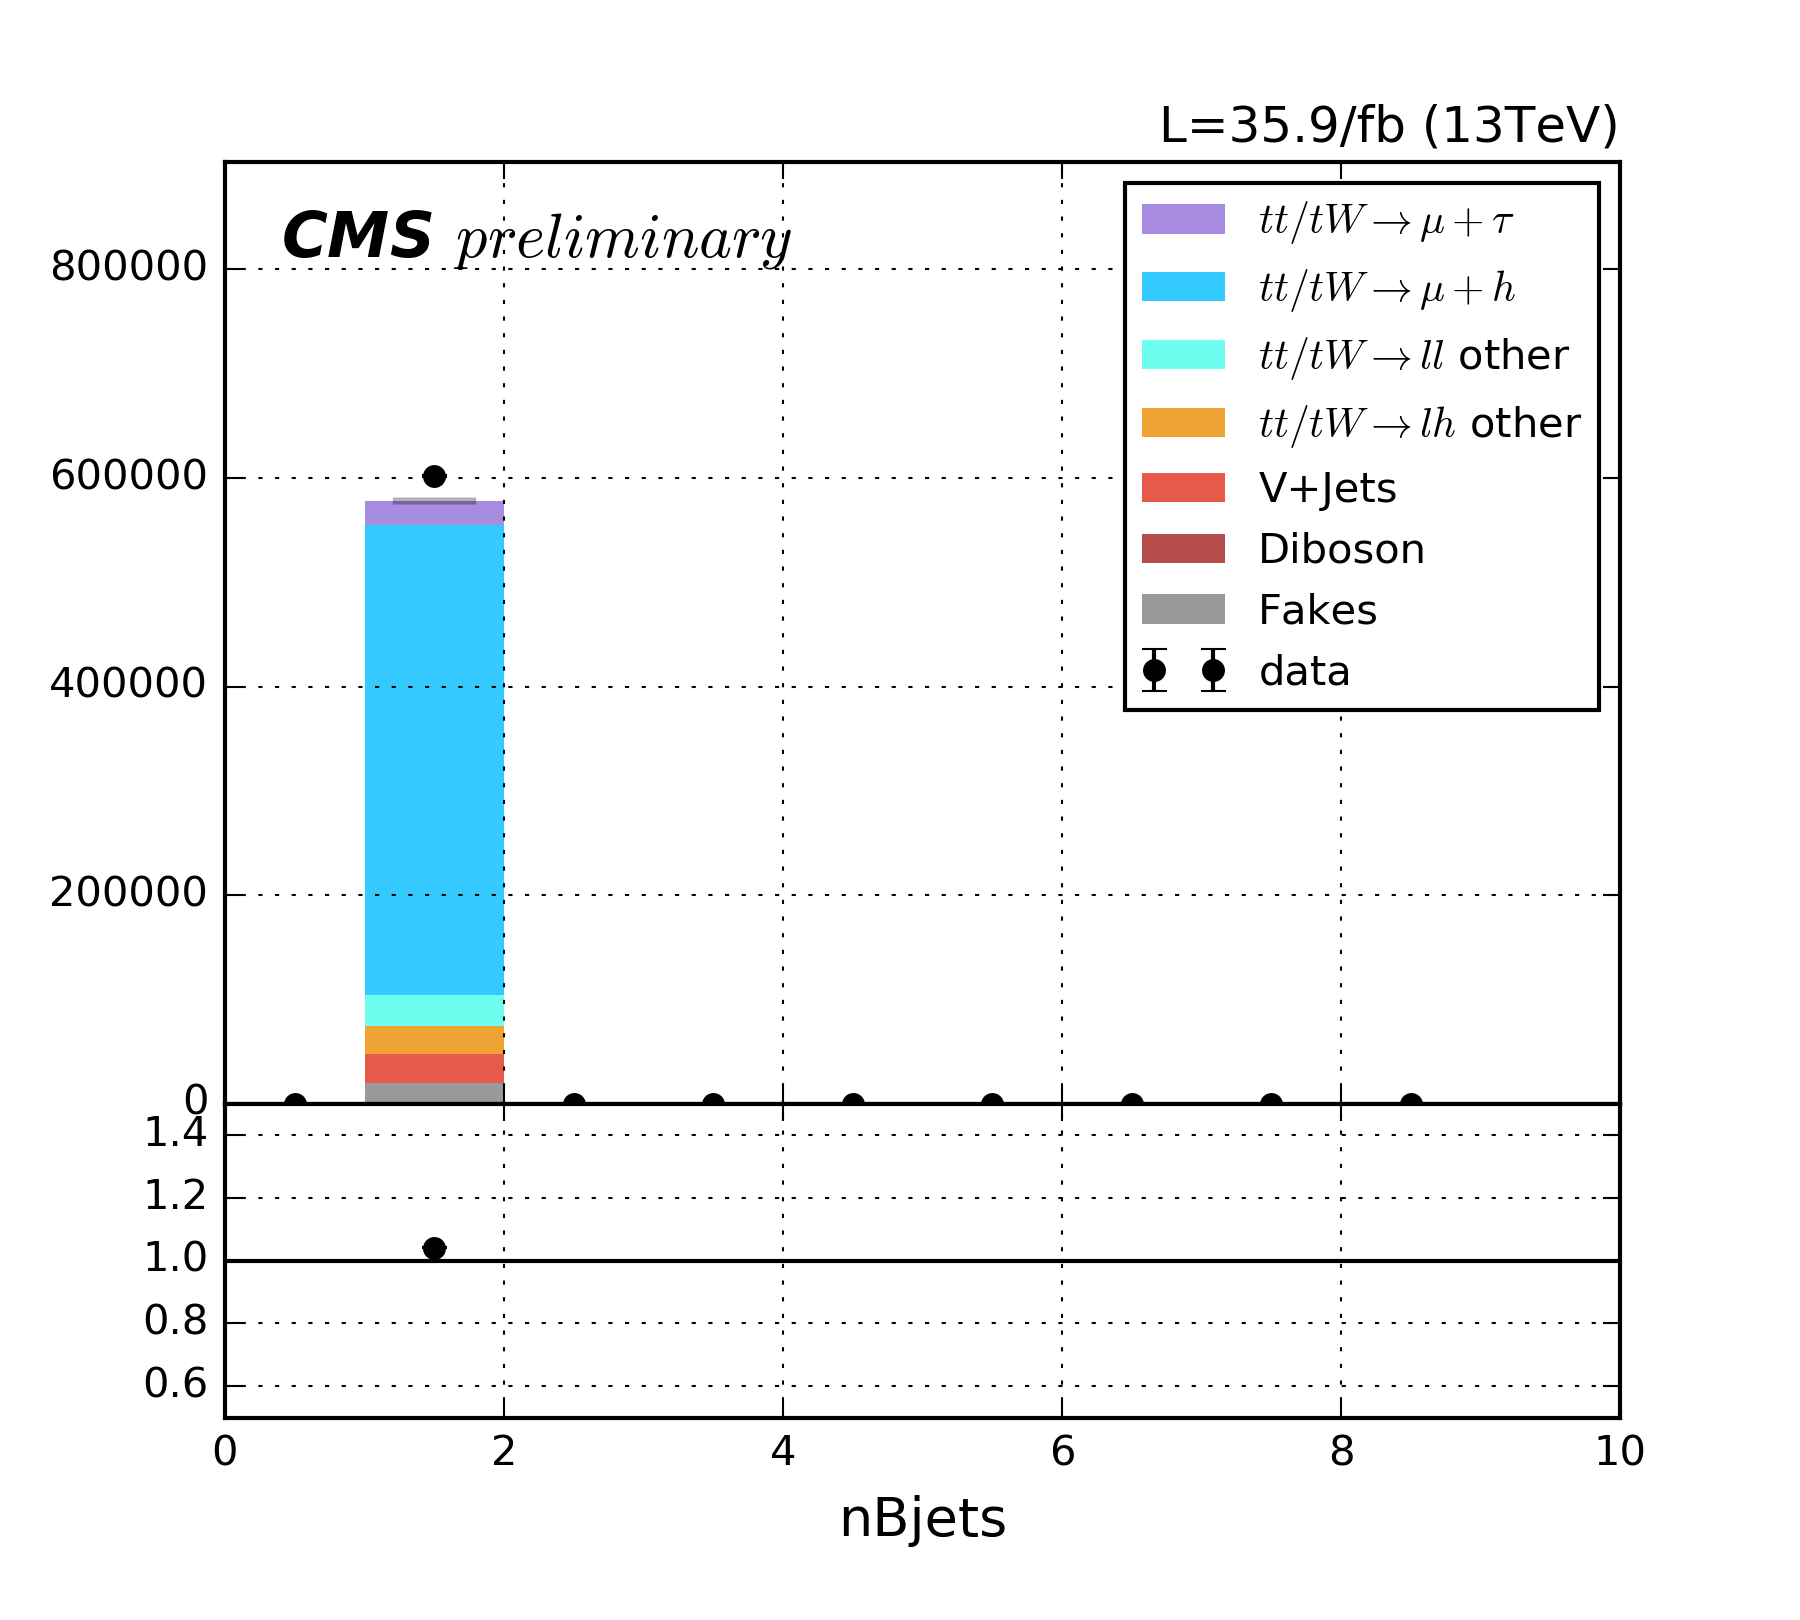 L=35.9/fb (13TeV)
CMS preliminary
800000
600000
400000
200000
0
tt/tW→μ+τ
tt/tW→μ+h
tt/tW→ll other
tt/tW→lh other
V+Jets
Diboson
Fakes
data
1.4
1.2
1.0
0.8
0.6
0 2 4 6 8 10
nBjets